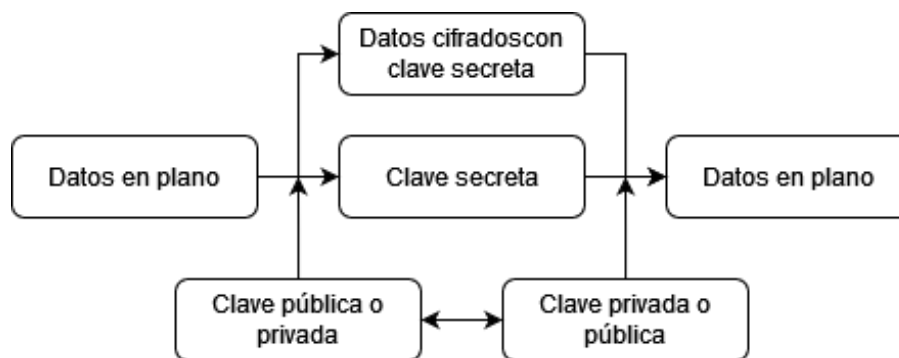 Datos cifradoscon
clave secreta
Datos en plano
Clave secreta
Datos en plano
Clave pública o
privada
Clave privada o
pública